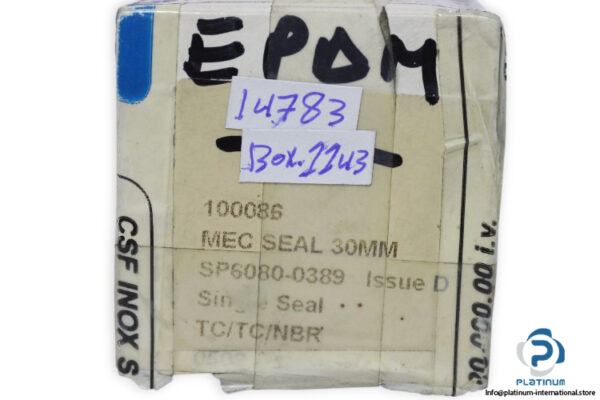 EPDM
14783
Box.1143
100086
MEC SEAL 30MM
SP6080-0389 Issue D
Seal
TC/TC/NBR
CSF INOX S
PLATINUM
Info@platinum-international.store